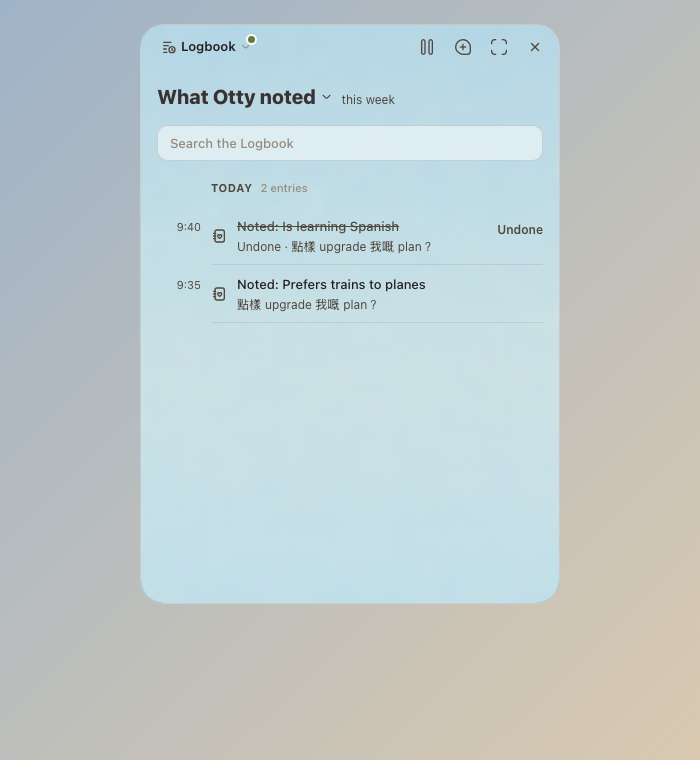 Logbook
What Otty noted this week
Search the Logbook
TODAY 2 entries
9:40 Noted: Is learning Spanish Undone
Undone · 點樣 upgrade 我嘅 plan ?
9:35 Noted: Prefers trains to planes
點樣 upgrade 我嘅 plan ?